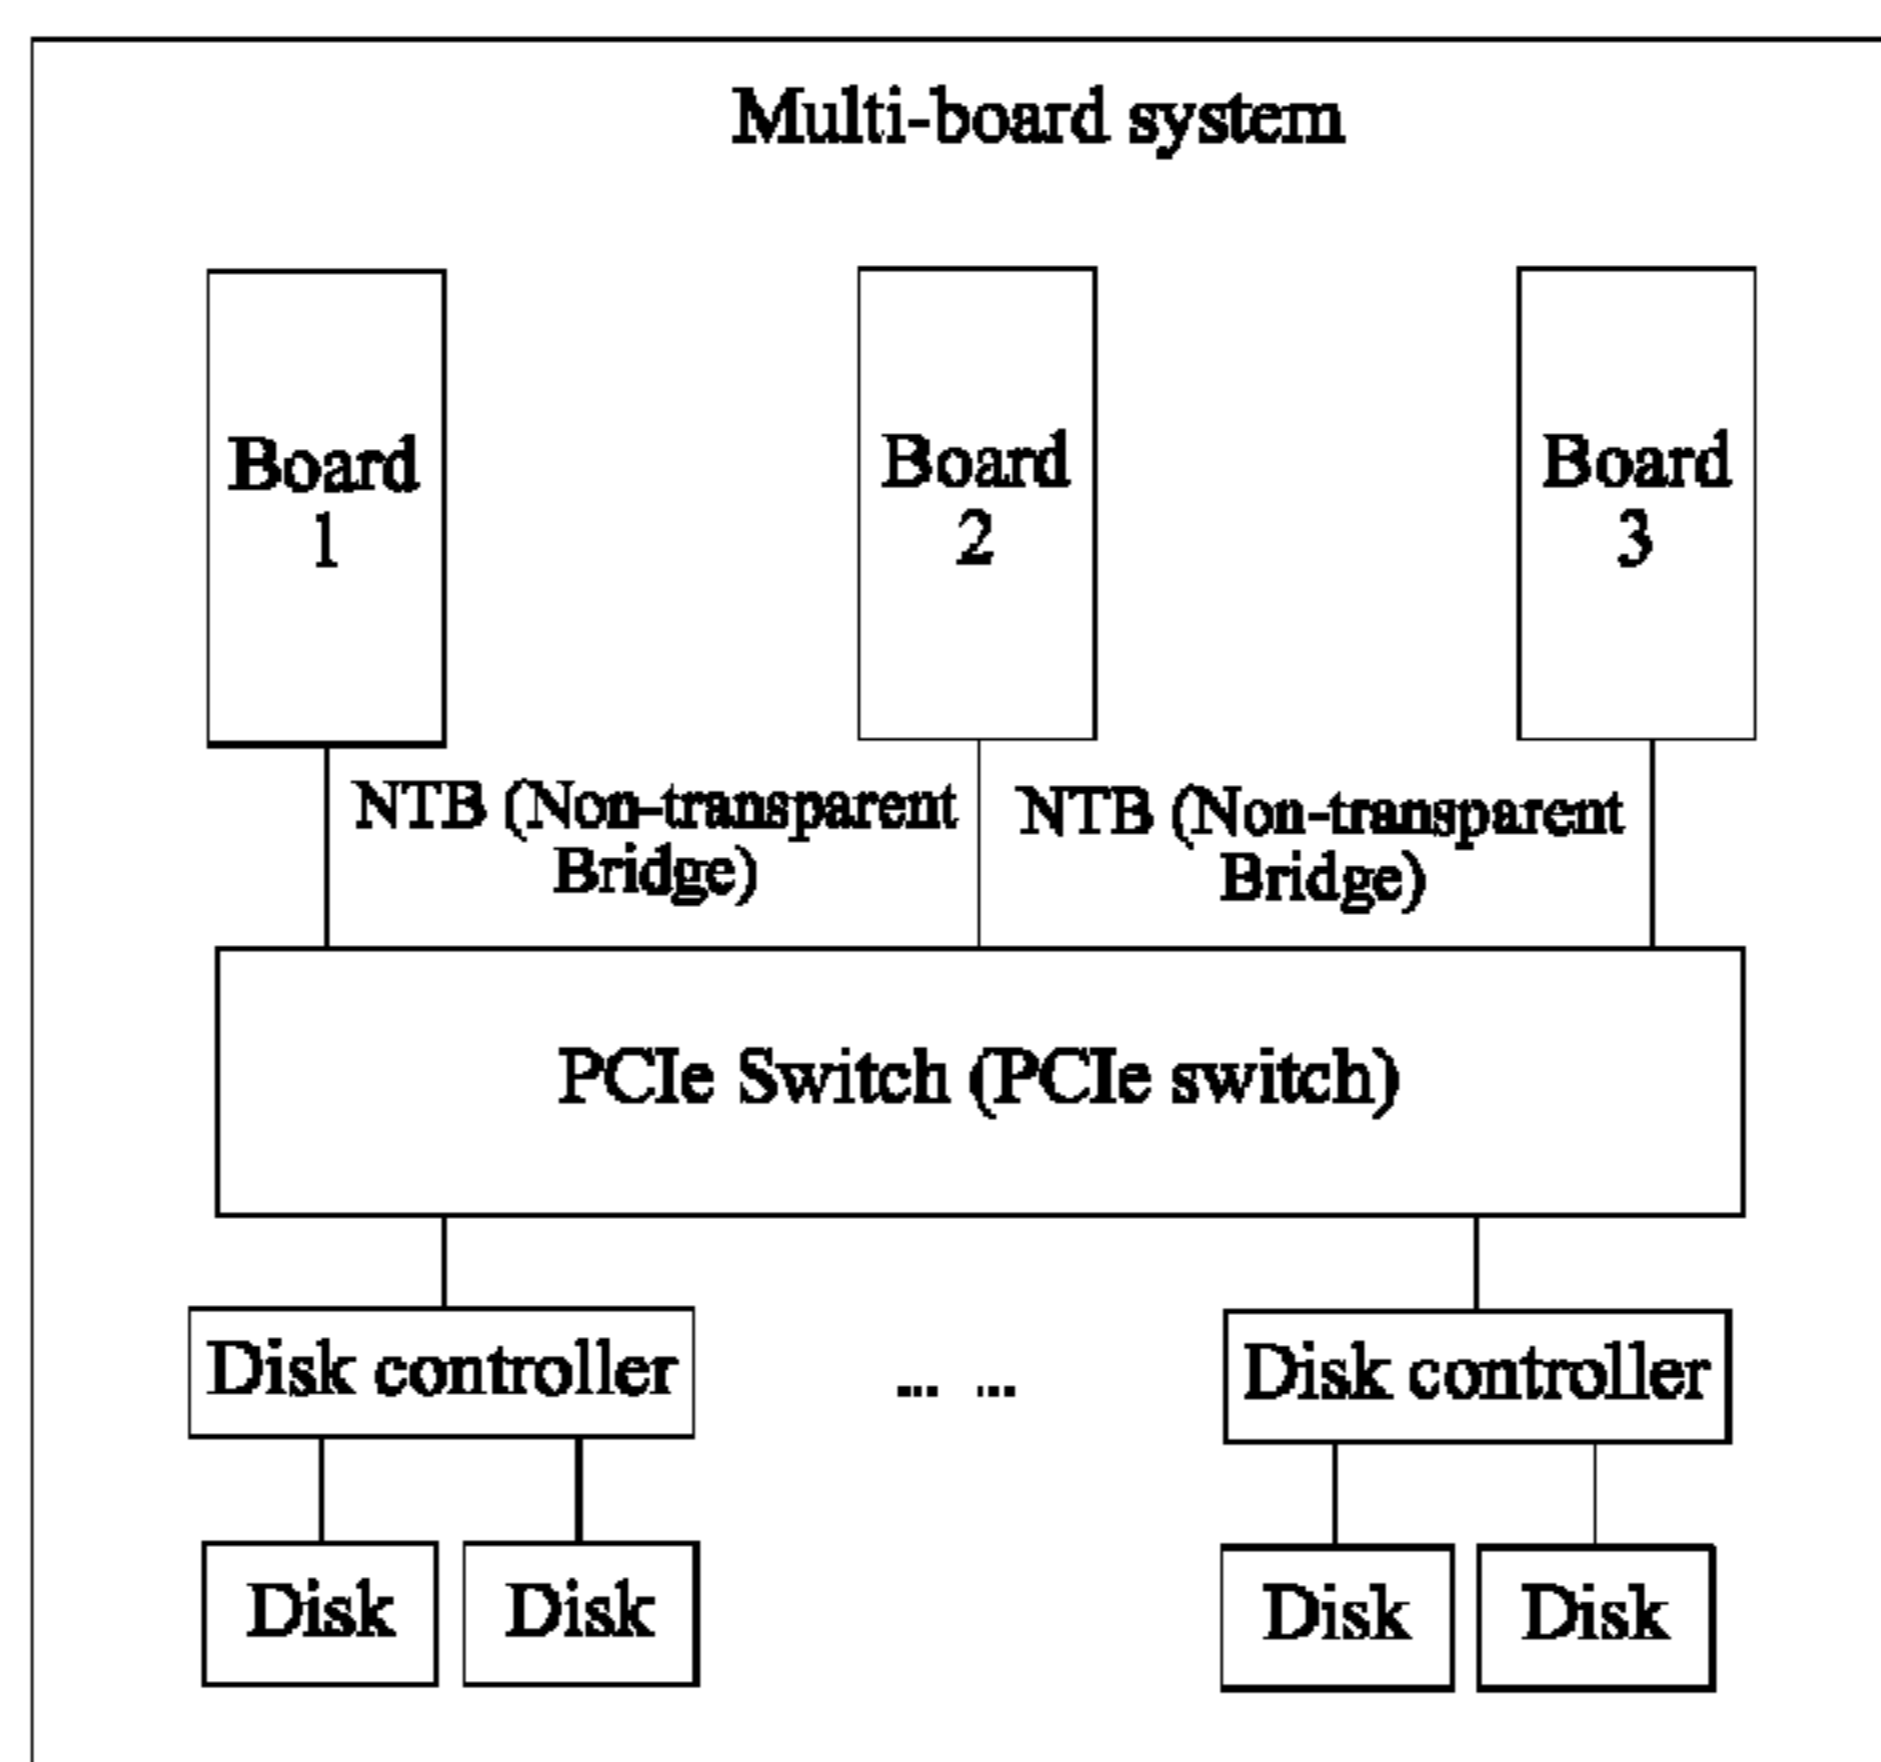 Multi-board system
Board
1
Board
2
Board
3
NTB (Non-transparent
Bridge)
NTB (Non-transparent
Bridge)
PCIe Switch (PCIe switch)
Disk controller
... ...
Disk controller
Disk
Disk
Disk
Disk